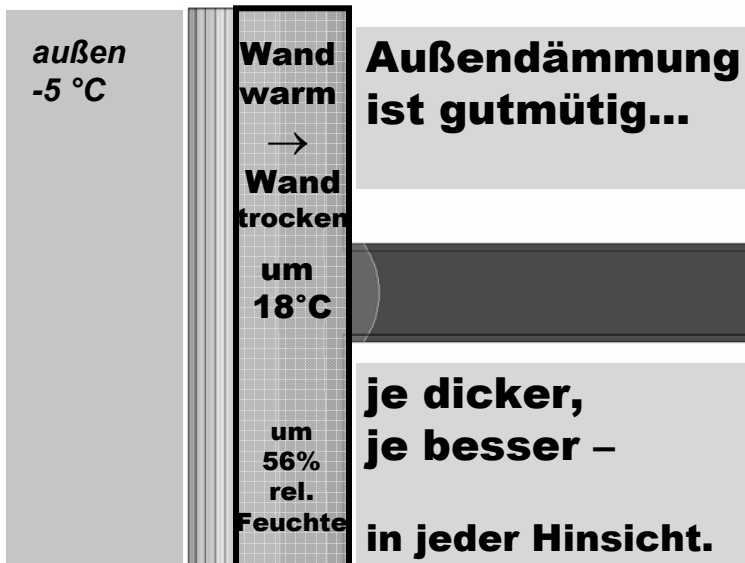 außen
-5 °C
Wand
warm
→
Wand
trocken
um
18°C
um
56%
rel.
Feuchte
Außendämmung
ist gutmütig...
je dicker,
je besser –
in jeder Hinsicht.